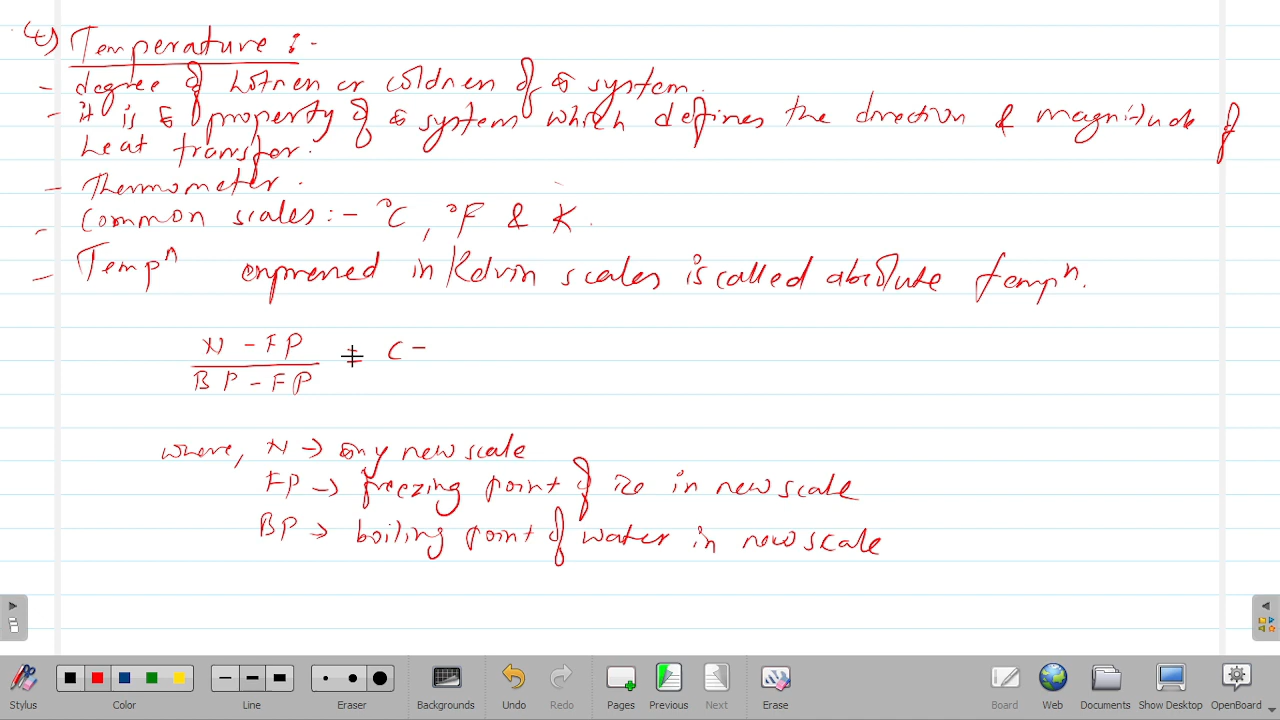 4) Temperature :-
- degree of hotness or coldness of a system.
- it is a property of a system which defines the direction & magnitude of
heat transfer.
- Thermometer.
- common scales :- °C, °F & K.
- Tempⁿ expressed in Kelvin scales is called absolute tempⁿ.
N - FP = C -
BP - FP
where, N → any new scale
FP → freezing point of ice in new scale
BP → boiling point of water in new scale
Stylus
Color
Line
Eraser
Backgrounds
Undo
Redo
Pages
Previous
Next
Erase
Board
Web
Documents
Show Desktop
OpenBoard